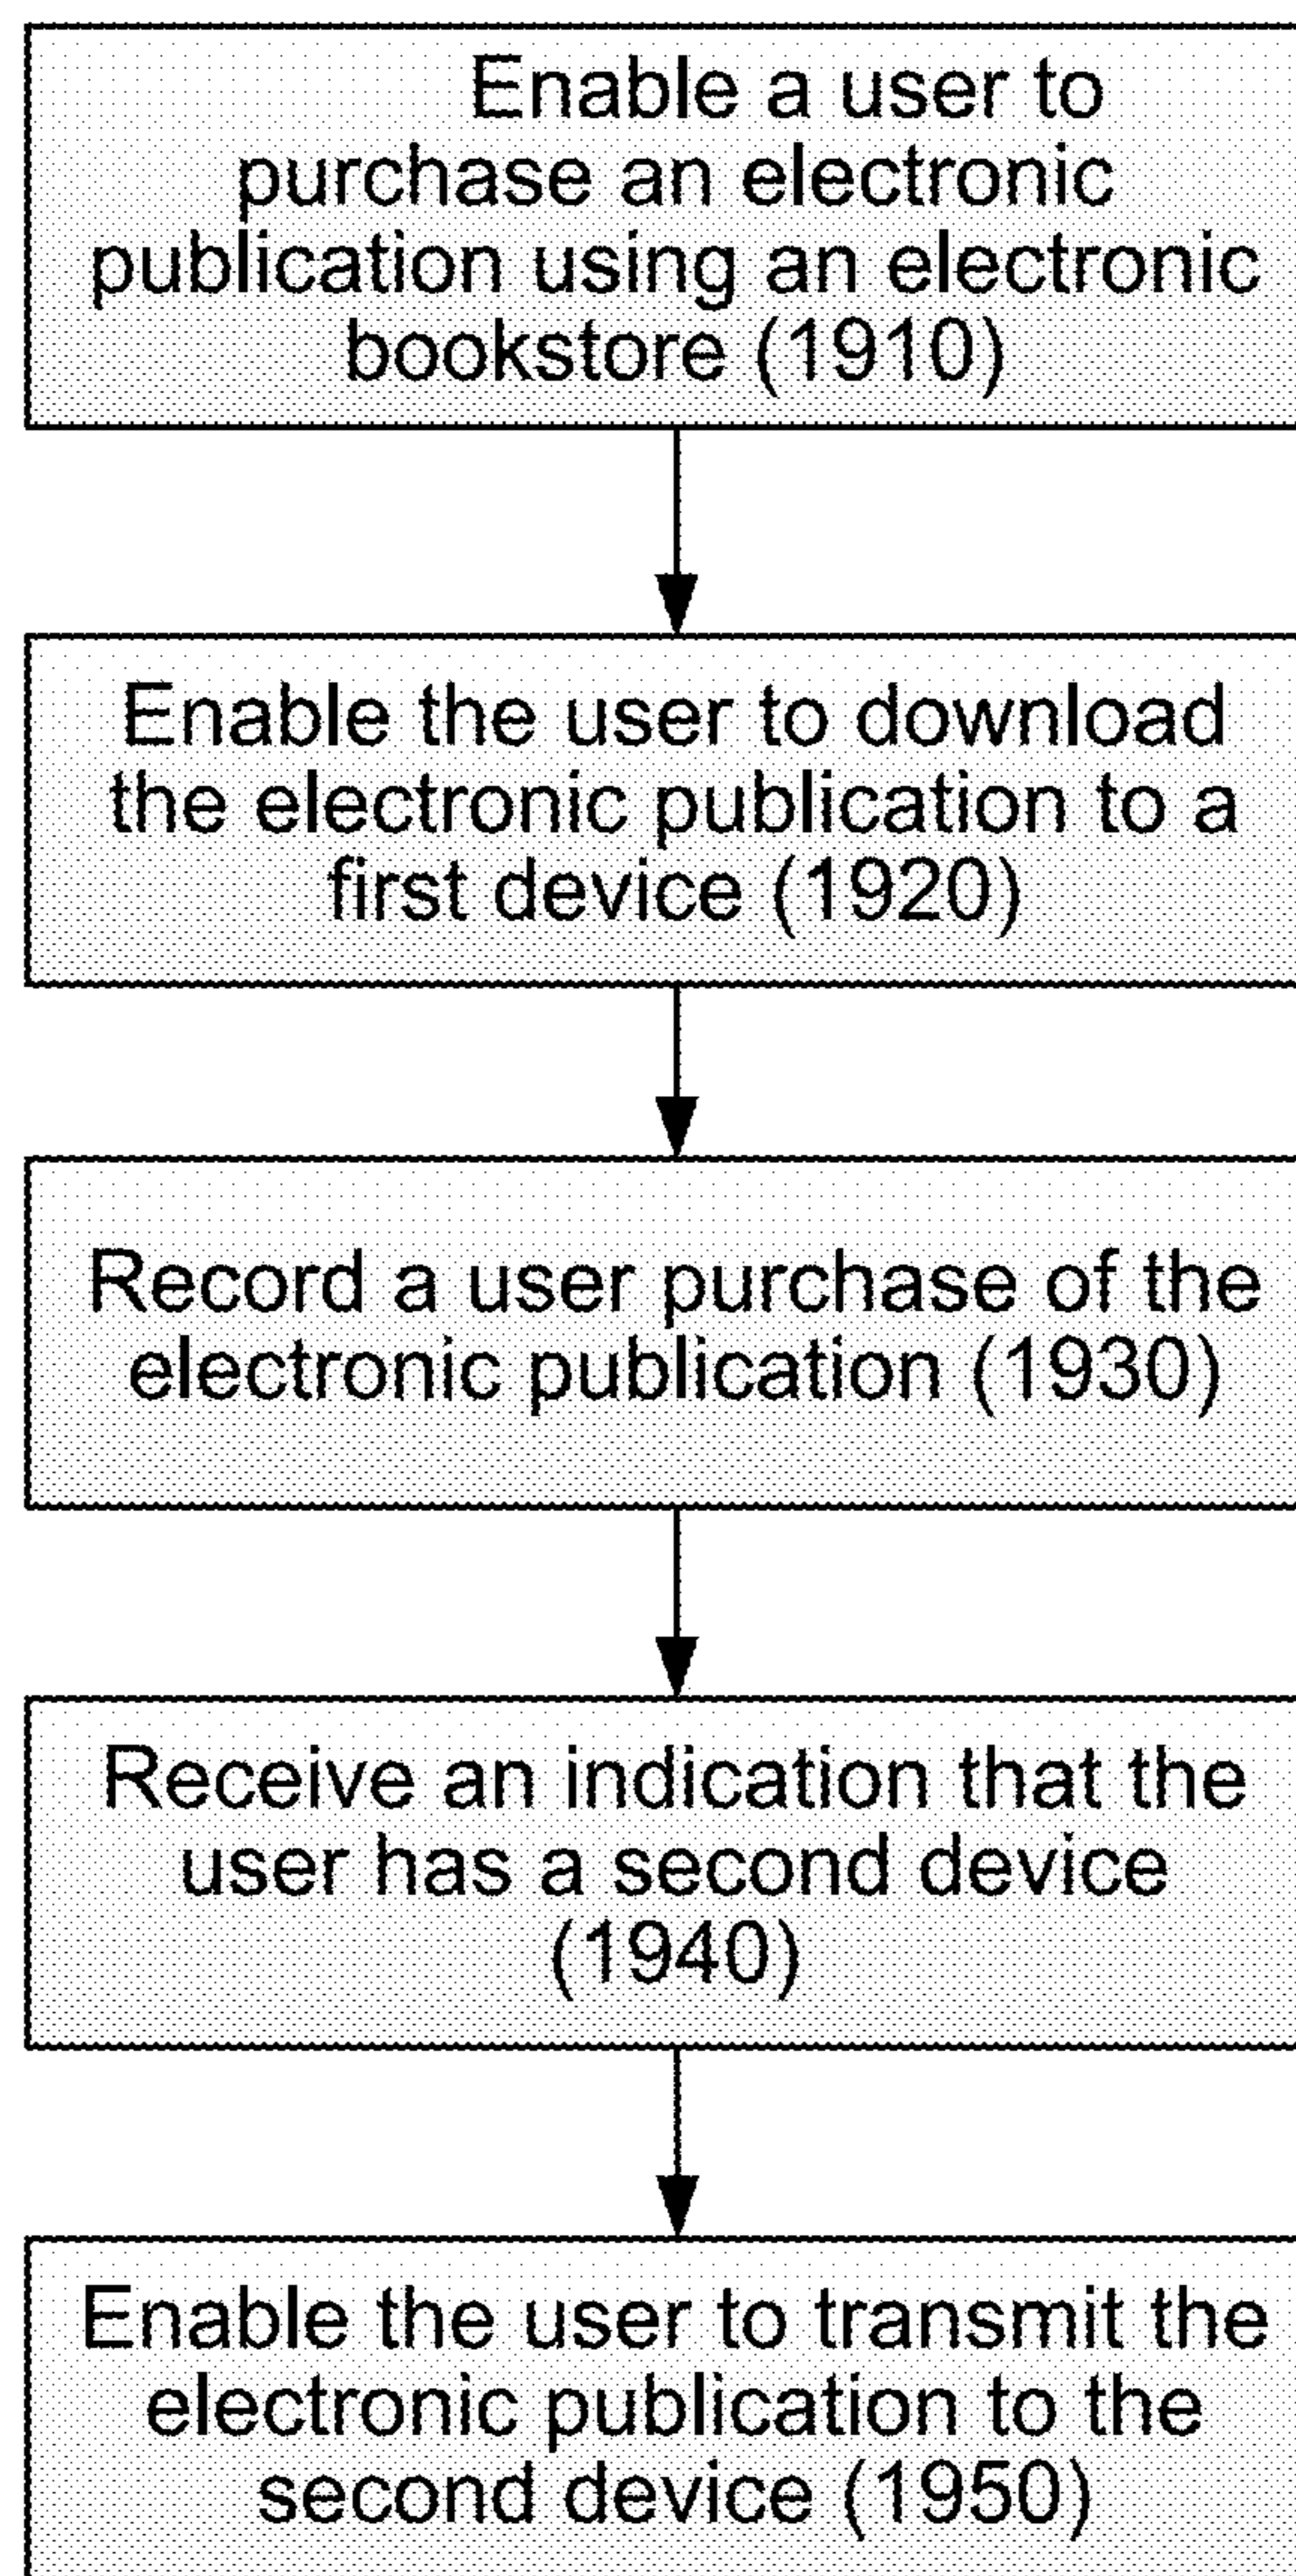 Enable a user to
purchase an electronic
publication using an electronic
bookstore (1910)
Enable the user to download
the electronic publication to a
first device (1920)
Record a user purchase of the
electronic publication (1930)
Receive an indication that the
user has a second device
(1940)
Enable the user to transmit the
electronic publication to the
second device (1950)